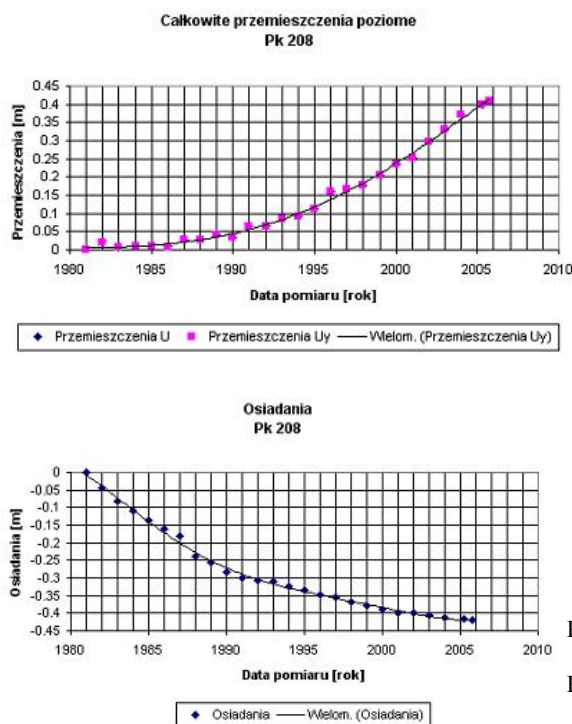 Całkowite przemieszczenia poziome
Pk 208
Przemieszczenia [m]
0.45
0.4
0.35
0.3
0.25
0.2
0.15
0.1
0.05
0
1980 1985 1990 1995 2000 2005 2010
Data pomiaru [rok]
Przemieszczenia U Przemieszczenia Uy Wielom. (Przemieszczenia Uy)
Osiadania
Pk 208
Osiadania [m]
0
-0.05
-0.1
-0.15
-0.2
-0.25
-0.3
-0.35
-0.4
-0.45
1980 1985 1990 1995 2000 2005 2010
Data pomiaru [rok]
Osiadania Wielom. (Osiadania)